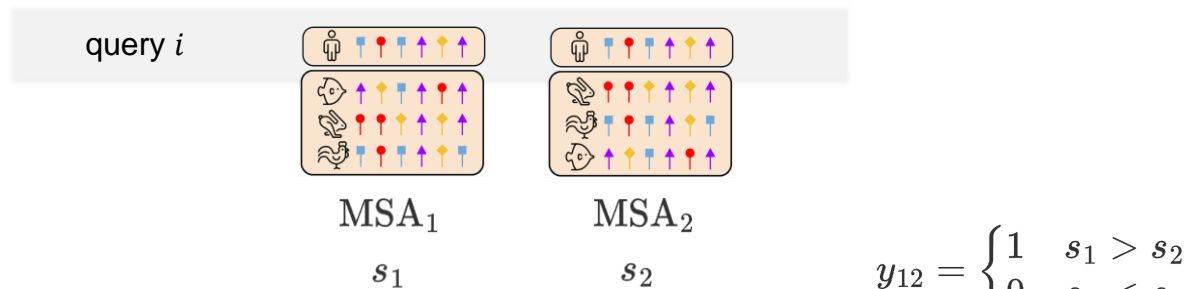 query i
MSA₁
MSA₂
s₁
s₂
y₁₂ = { 1 s₁ > s₂